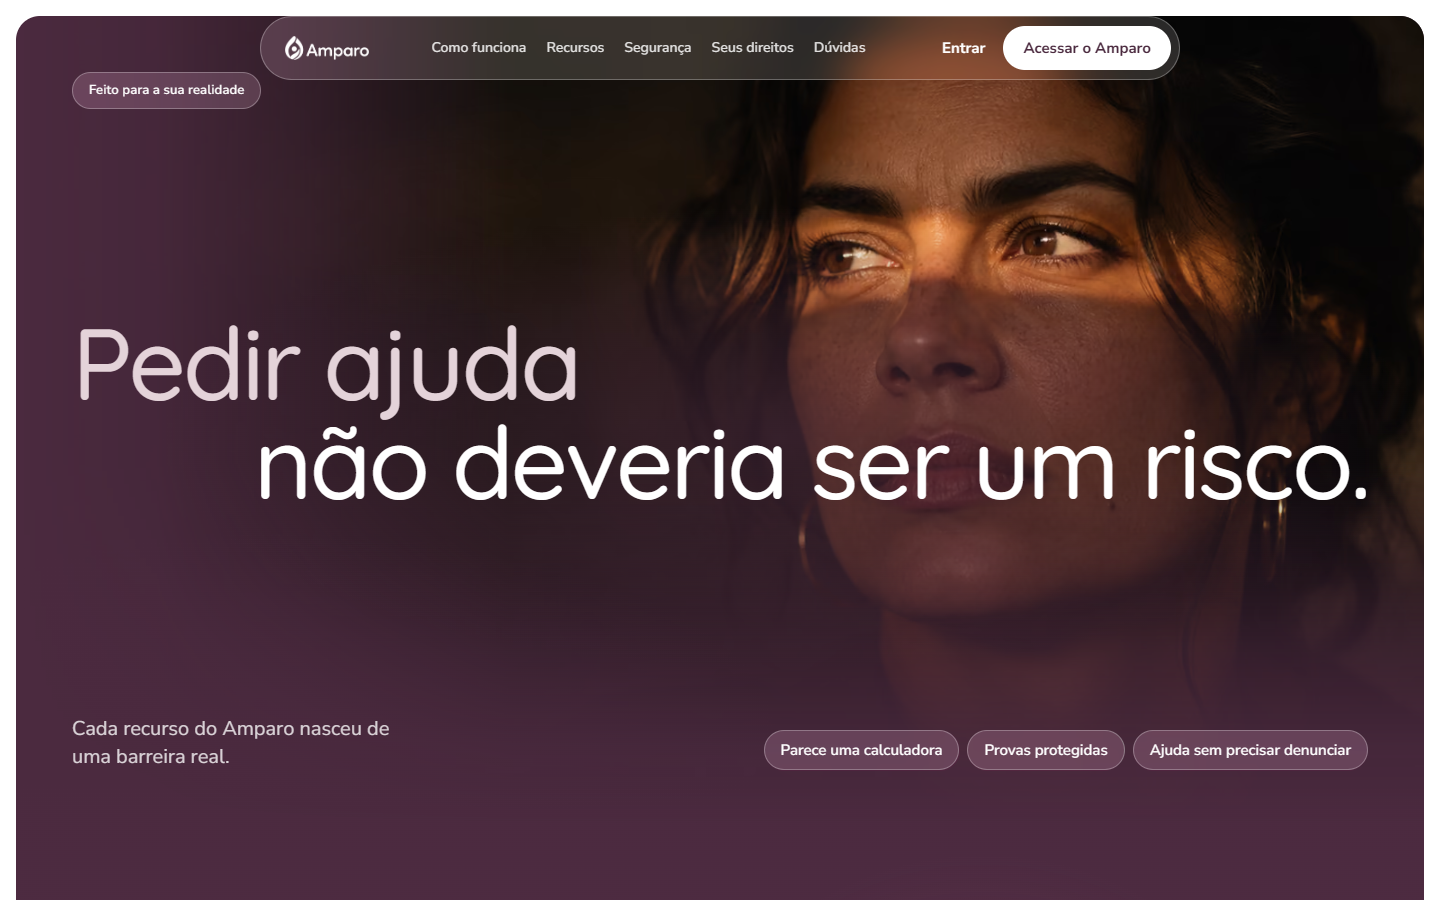 Amparo
Como funciona
Recursos
Segurança
Seus direitos
Dúvidas
Entrar
Acessar o Amparo
Feito para a sua realidade
Pedir ajuda
não deveria ser um risco.
Cada recurso do Amparo nasceu de
uma barreira real.
Parece uma calculadora
Provas protegidas
Ajuda sem precisar denunciar